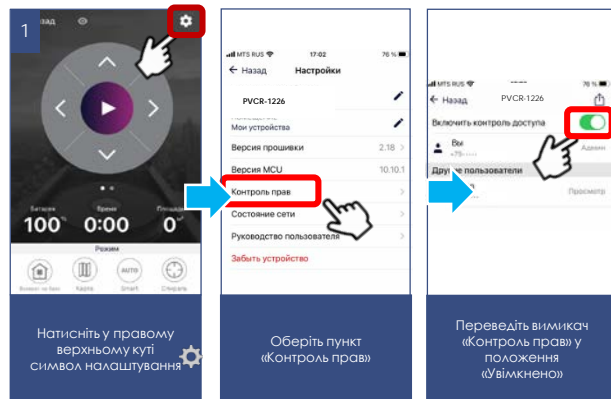 1
Назад
Батарея
Время
Площадь
100%
0:00
0
Режим
Карта
AUTO
Smart
Спираль
Натисніть у правому
верхньому куті
символ налаштування
MTS RUS
17:02
76 %
Назад
Настройки
PVCR-1226
Мои устройства
Версия прошивки
2.18
Версия MCU
10.10.1
Контроль прав
Состояние сети
Руководство пользователя
Забыть устройство
Оберіть пункт
«Контроль прав»
MTS RUS
76 %
Назад
PVCR-1226
Включить контроль доступа
Вы
Админ
Другие пользователи
Просмотр
Переведіть вимикач
«Контроль прав» у
положення
«Увімкнено»